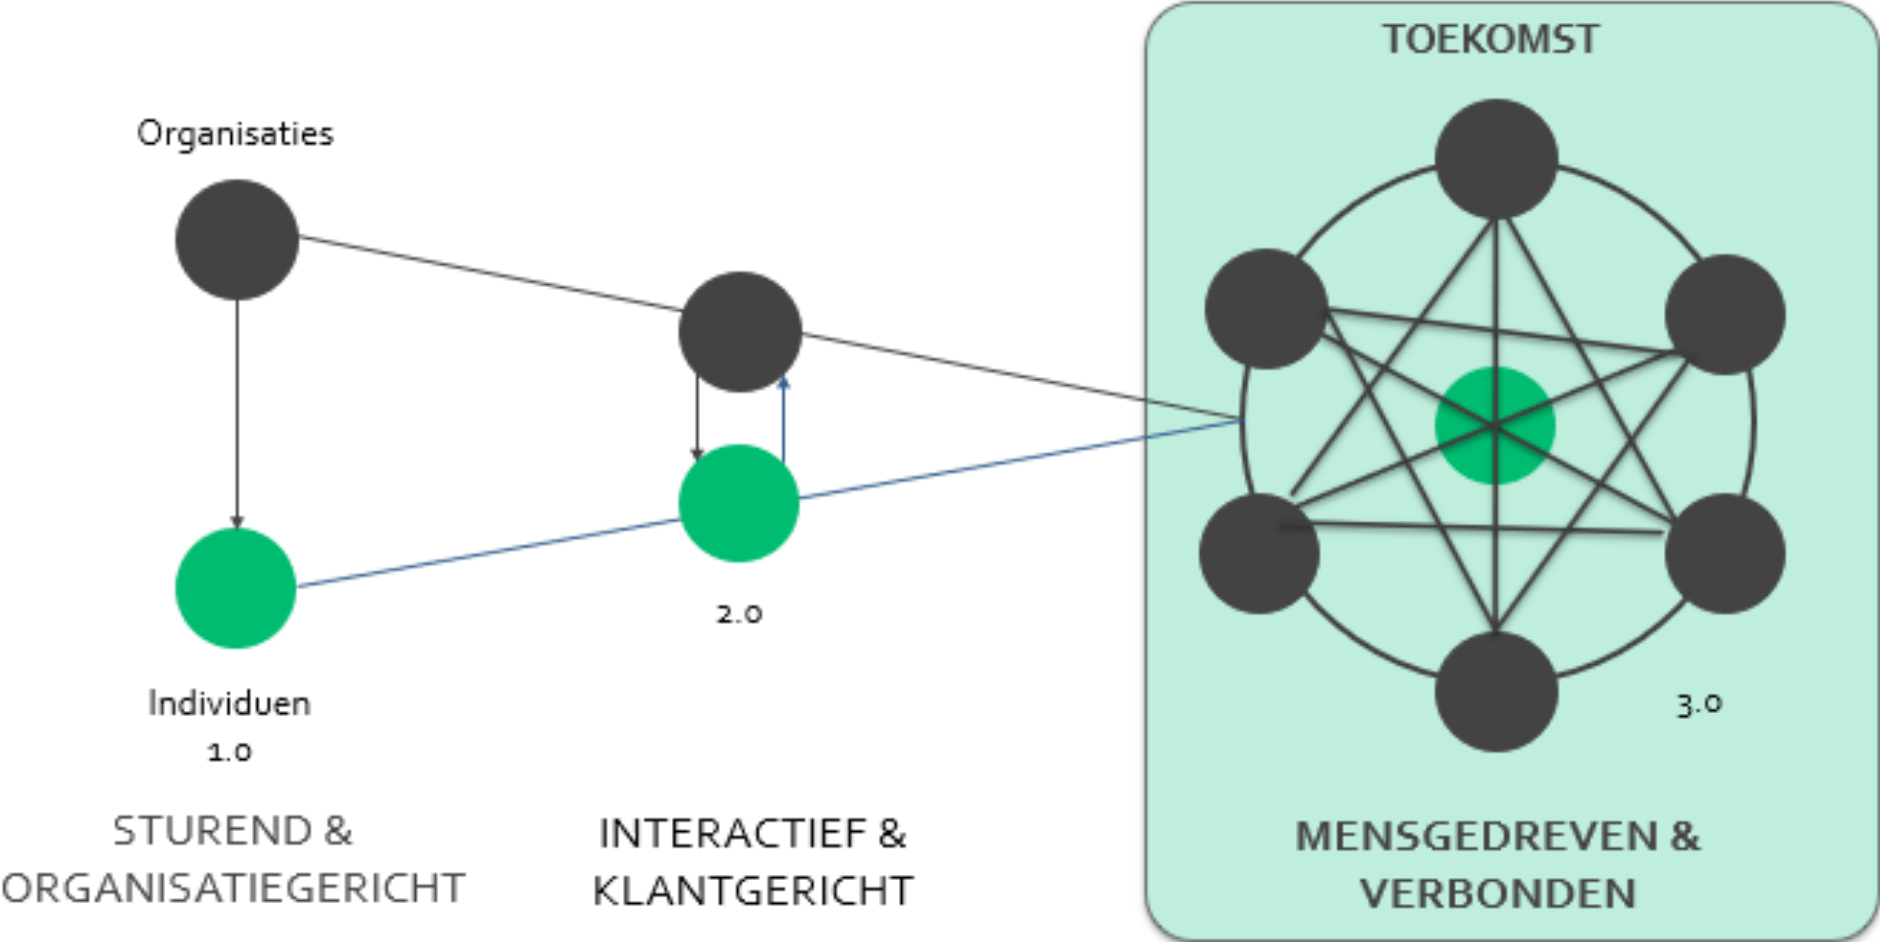 TOEKOMST
Organisaties
2.0
Individuen
1.0
3.0
STUREND &
ORGANISATIEGERICHT
INTERACTIEF &
KLANTGERICHT
MENSGEDREVEN &
VERBONDEN